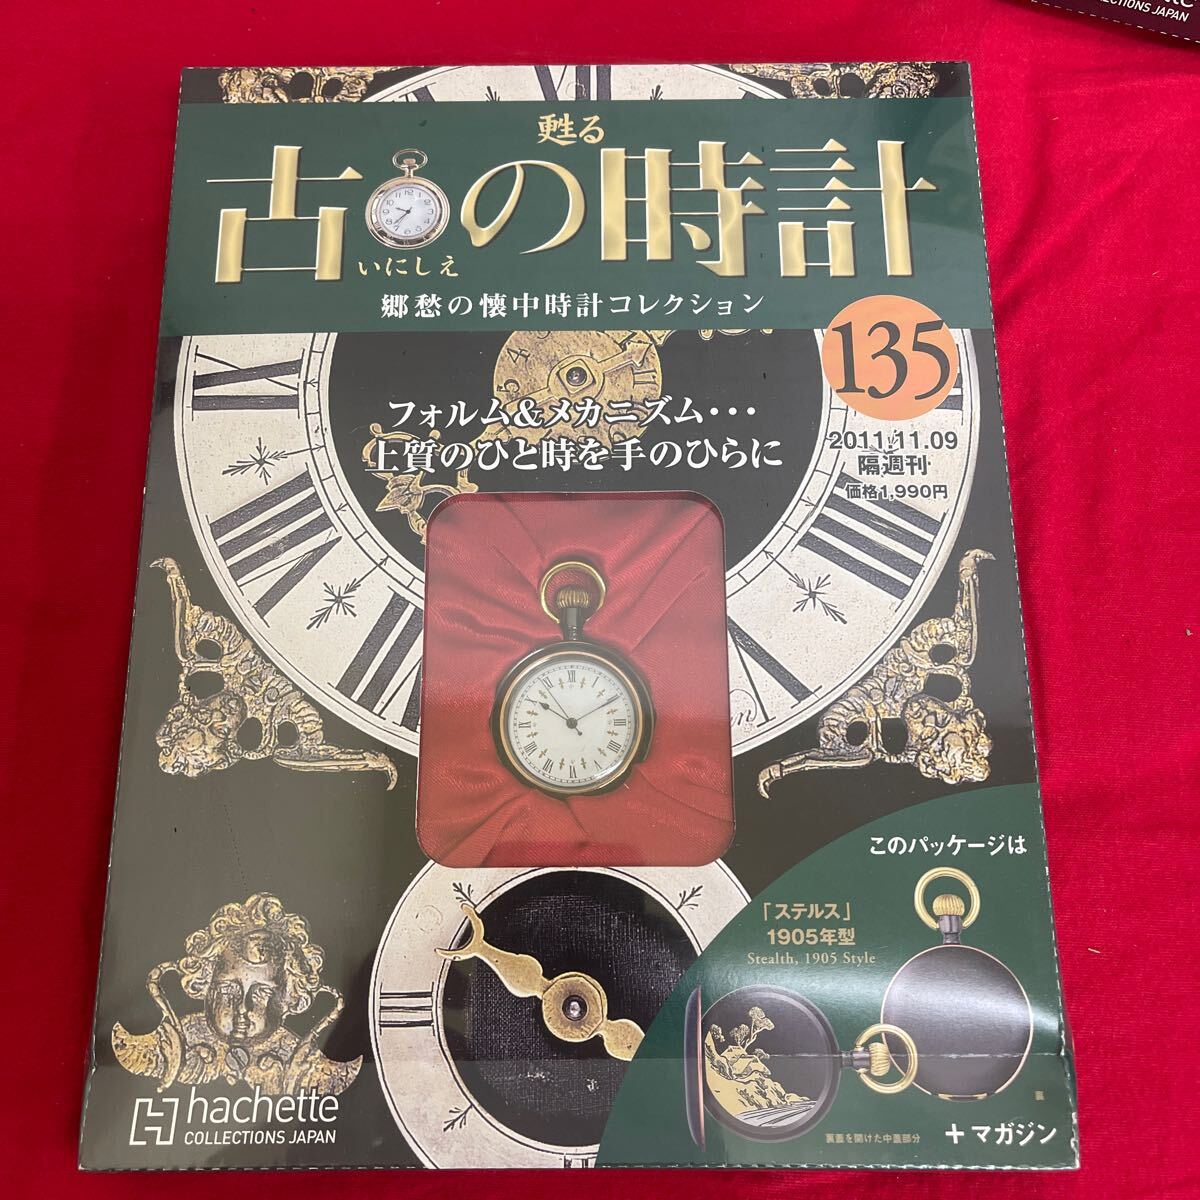 COLLECTIONS JAPAN
甦る
古の時計
いにしえ
郷愁の懐中時計コレクション
135
2011.11.09
隔週刊
価格1,990円
フォルム&メカニズム・・・
上質のひと時を手のひらに
このパッケージは
「ステルス」
1905年型
Stealth, 1905 Style
裏
裏蓋を開けた中蓋部分
+マガジン
hachette
COLLECTIONS JAPAN